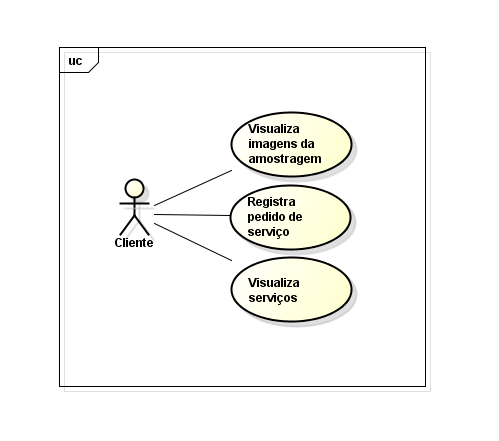 uc
Visualiza
imagens da
amostragem
Registra
pedido de
serviço
Cliente
Visualiza
serviços